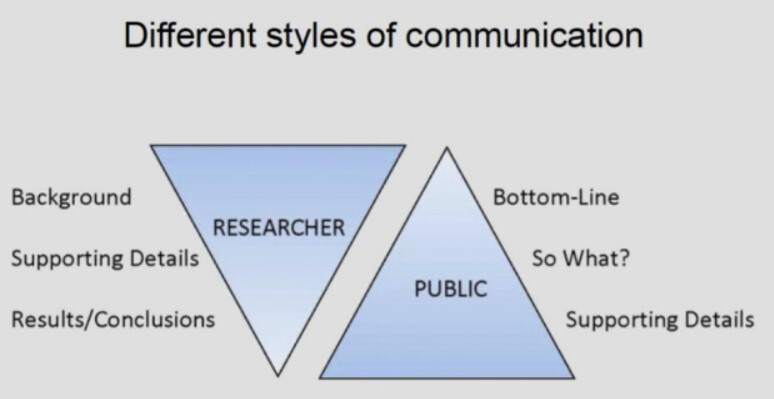 Different styles of communication
Background
Supporting Details
Results/Conclusions
RESEARCHER
PUBLIC
Bottom-Line
So What?
Supporting Details